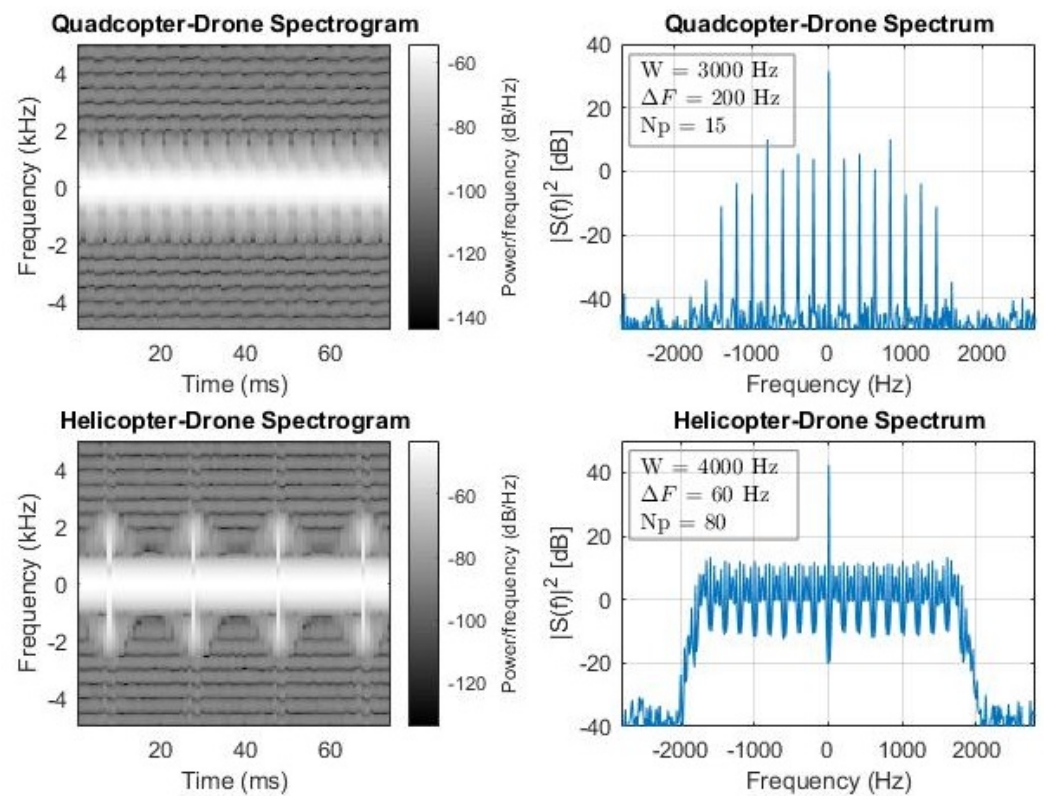 Quadcopter-Drone Spectrogram
Frequency (kHz)
4
2
0
-2
-4
20
40
60
Time (ms)
-60
-80
-100
-120
-140
Power/frequency (dB/Hz)
Quadcopter-Drone Spectrum
|S(f)|² [dB]
40
20
0
-20
-40
W = 3000 Hz
ΔF = 200 Hz
Np = 15
-2000
-1000
0
1000
2000
Frequency (Hz)
Helicopter-Drone Spectrogram
Frequency (kHz)
4
2
0
-2
-4
20
40
60
Time (ms)
-60
-80
-100
-120
Power/frequency (dB/Hz)
Helicopter-Drone Spectrum
|S(f)|² [dB]
40
20
0
-20
-40
W = 4000 Hz
ΔF = 60 Hz
Np = 80
-2000
-1000
0
1000
2000
Frequency (Hz)